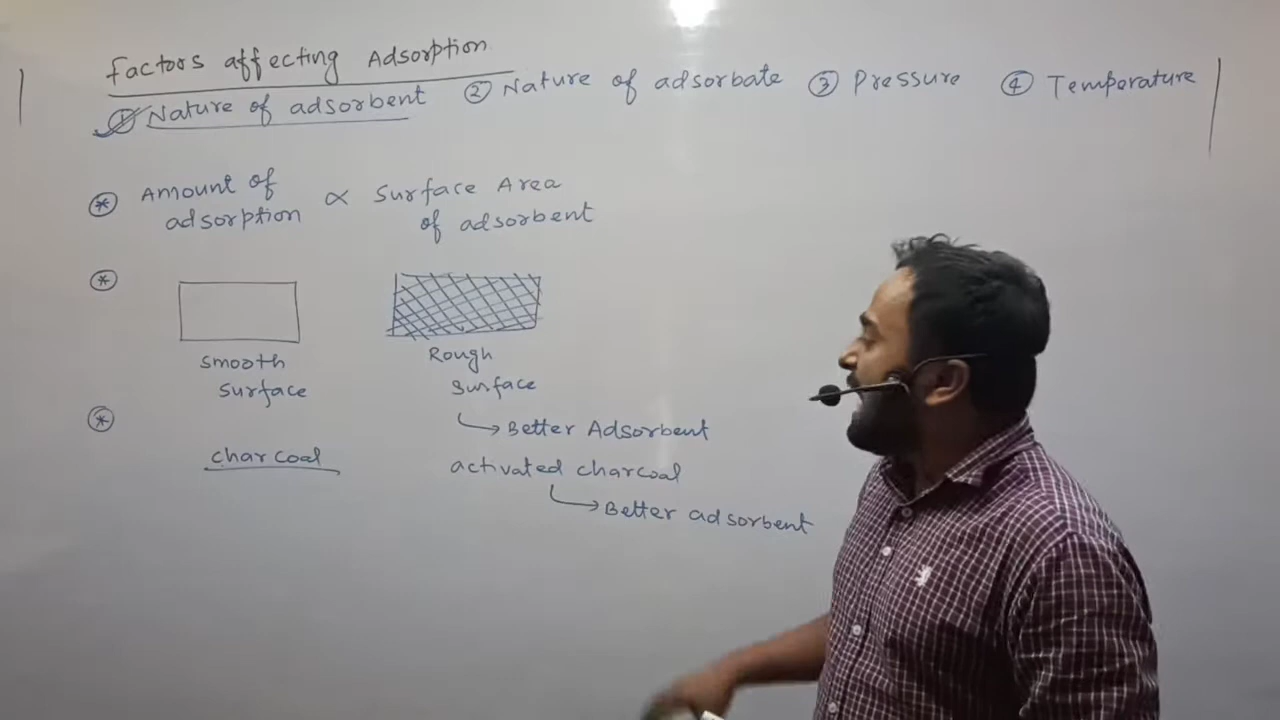 Factors affecting Adsorption
① Nature of adsorbent ② Nature of adsorbate ③ Pressure ④ Temperature
* Amount of adsorption ∝ Surface Area of adsorbent
*
Smooth Surface
Rough Surface
→ Better Adsorbent
*
charcoal
activated charcoal
→ Better adsorbent